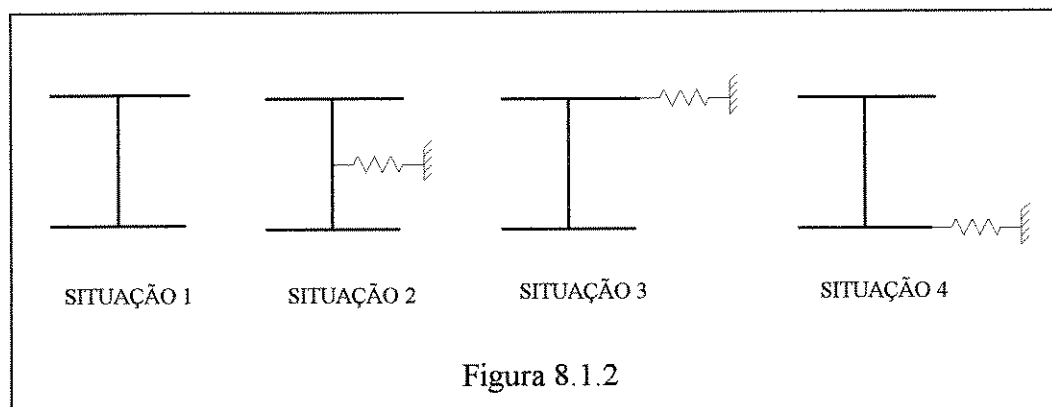 SITUAÇÃO 1
SITUAÇÃO 2
SITUAÇÃO 3
SITUAÇÃO 4
Figura 8.1.2